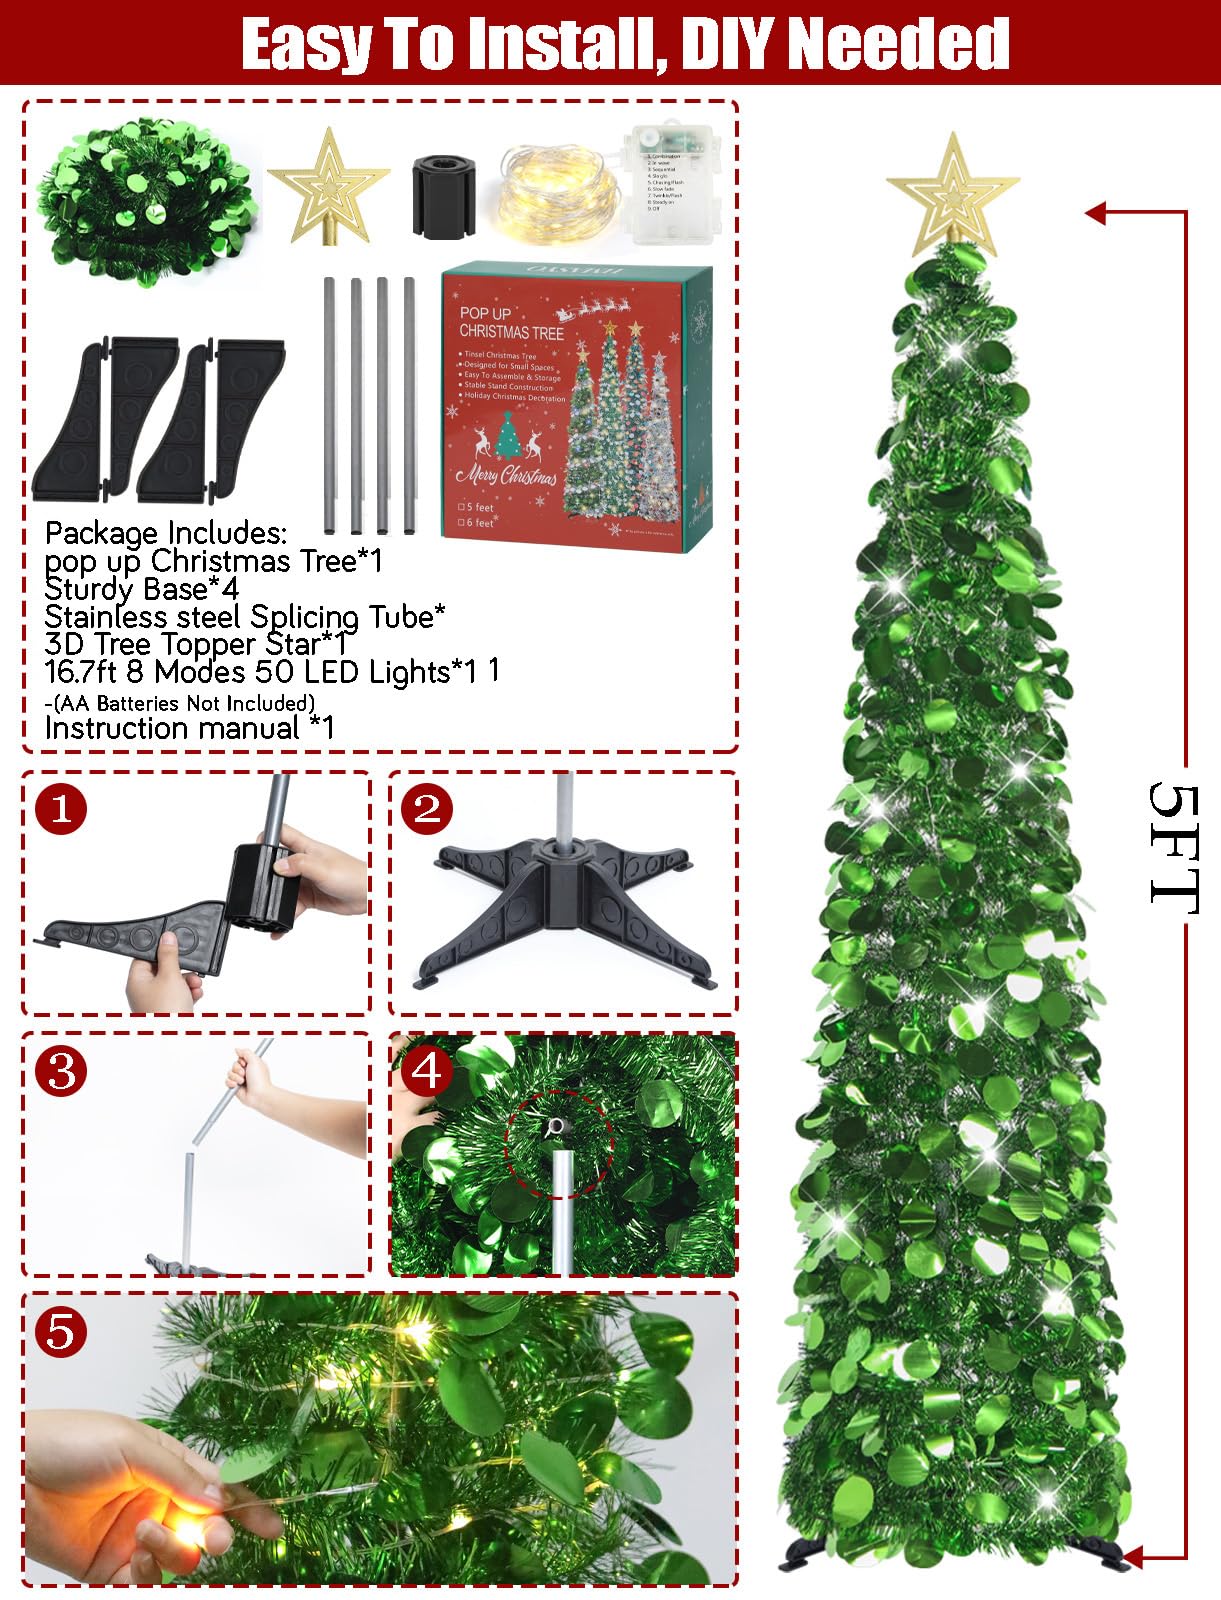 Easy To Install, DIY Needed
1. Combination
2. In wave
3. Sequential
4. Slo glo
5. Chasing/Flash
6. Slow fade
7. Twinkle/Flash
8. Steady on
9. Off
POP UP
CHRISTMAS TREE
• Tinsel Christmas Tree
• Designed for Small Spaces
• Easy To Assemble & Storage
• Stable Stand Construction
• Holiday Christmas Decoration
Merry Christmas
5 feet
6 feet
Package Includes:
pop up Christmas Tree*1
Sturdy Base*4
Stainless steel Splicing Tube*
3D Tree Topper Star*1
16.7ft 8 Modes 50 LED Lights*1 1
-(AA Batteries Not Included)
Instruction manual *1
1
2
3
4
5
5FT